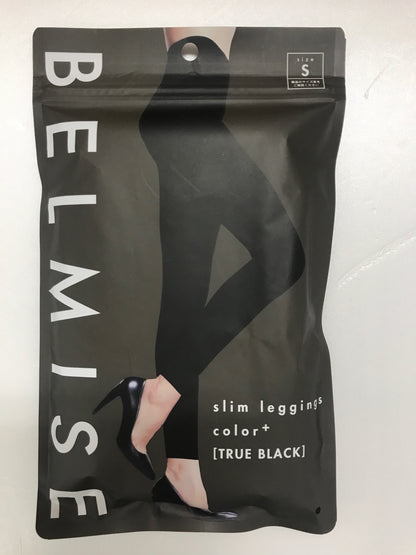 BELMISE
size
S
slim leggings
color+
[TRUE BLACK]